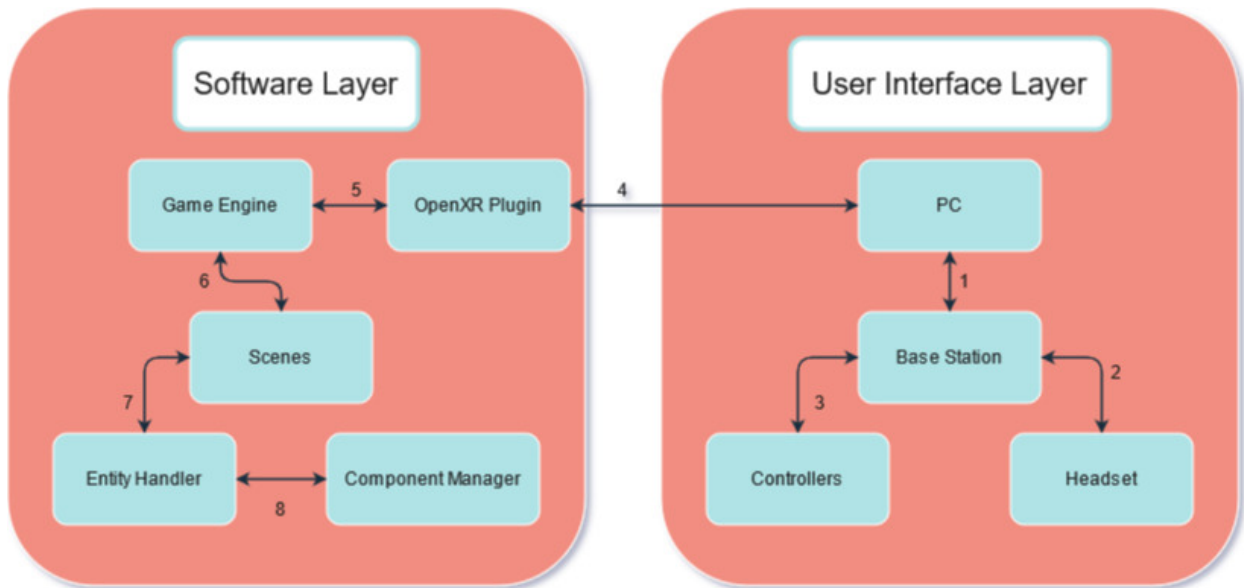 Software Layer
User Interface Layer
Game Engine
5
OpenXR Plugin
4
PC
6
1
Scenes
Base Station
7
3
2
Entity Handler
8
Component Manager
Controllers
Headset